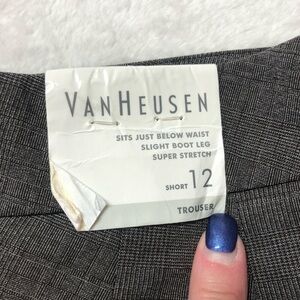 VANHEUSEN
SITS JUST BELOW WAIST
SLIGHT BOOT LEG
SUPER STRETCH
SHORT 12
TROUSER